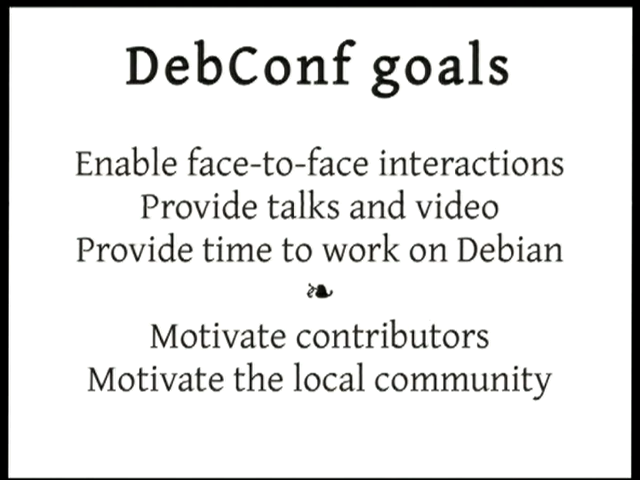 DebConf goals
Enable face-to-face interactions
Provide talks and video
Provide time to work on Debian
❧
Motivate contributors
Motivate the local community